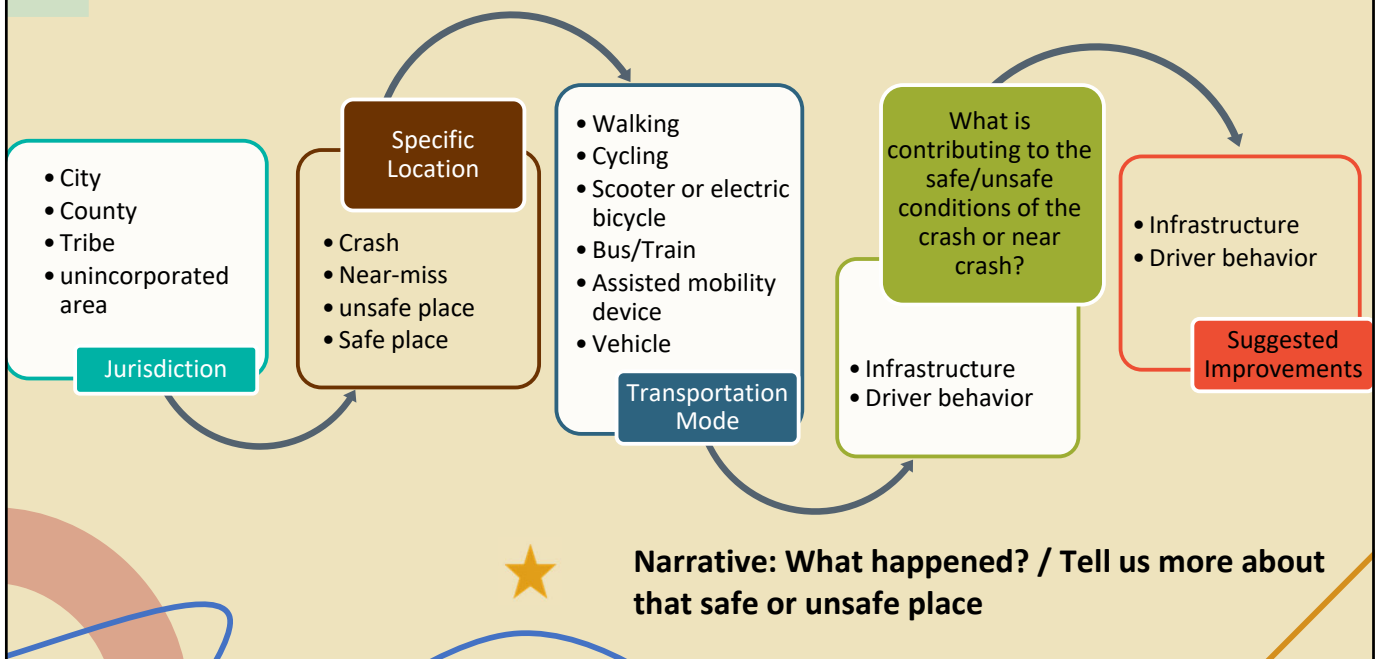 • City
• County
• Tribe
• unincorporated
area
Jurisdiction
Specific
Location
• Crash
• Near-miss
• unsafe place
• Safe place
• Walking
• Cycling
• Scooter or electric
bicycle
• Bus/Train
• Assisted mobility
device
• Vehicle
Transportation
Mode
What is
contributing to the
safe/unsafe
conditions of the
crash or near
crash?
• Infrastructure
• Driver behavior
• Infrastructure
• Driver behavior
Suggested
Improvements
Narrative: What happened? / Tell us more about
that safe or unsafe place